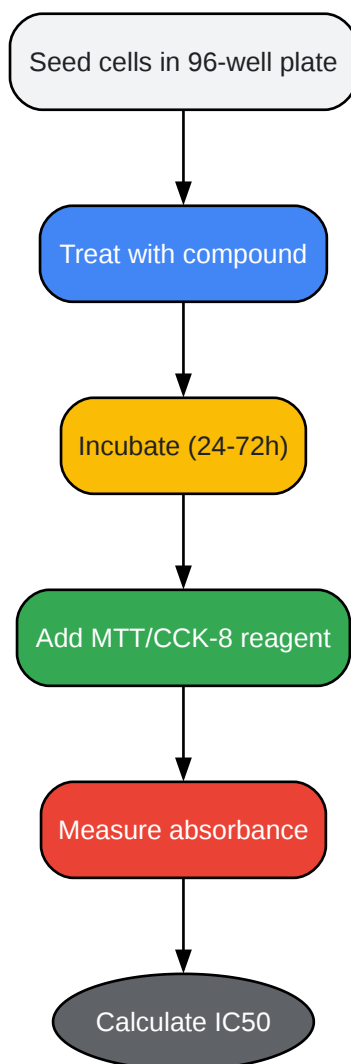 Seed cells in 96-well plate
Treat with compound
Incubate (24-72h)
Add MTT/CCK-8 reagent
Measure absorbance
Calculate IC50